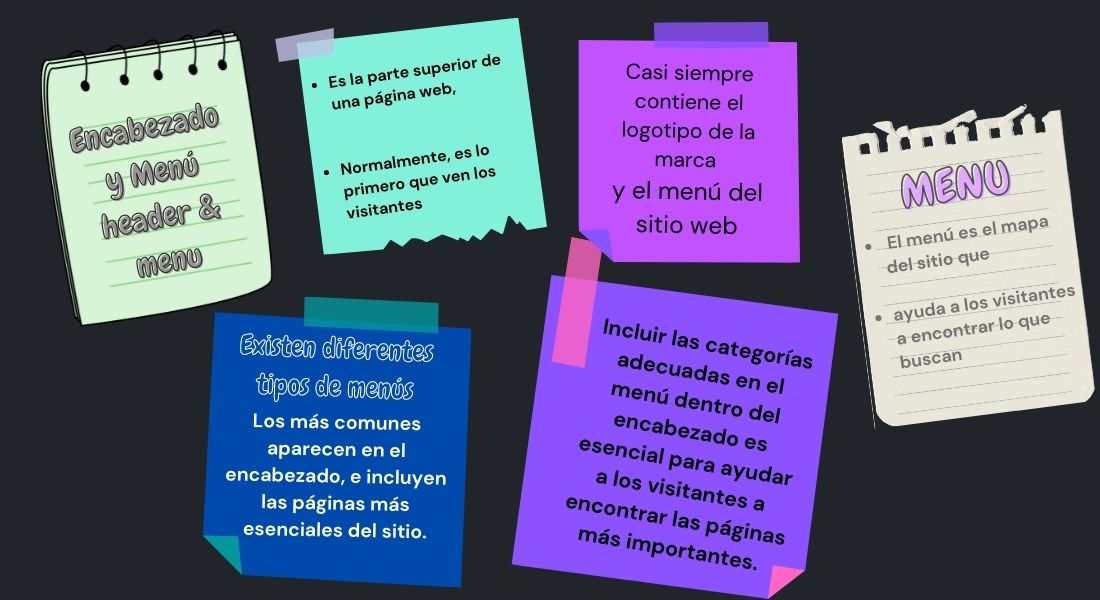 Encabezado
y Menú
header &
menu
Es la parte superior de
una página web,
Normalmente, es lo
primero que ven los
visitantes
Casi siempre
contiene el
logotipo de la
marca
y el menú del
sitio web
MENU
El menú es el mapa
del sitio que
ayuda a los visitantes
a encontrar lo que
buscan
Existen diferentes
tipos de menús
Los más comunes
aparecen en el
encabezado, e incluyen
las páginas más
esenciales del sitio.
Incluir las categorías
adecuadas en el
menú dentro del
encabezado es
esencial para ayudar
a los visitantes a
encontrar las páginas
más importantes.